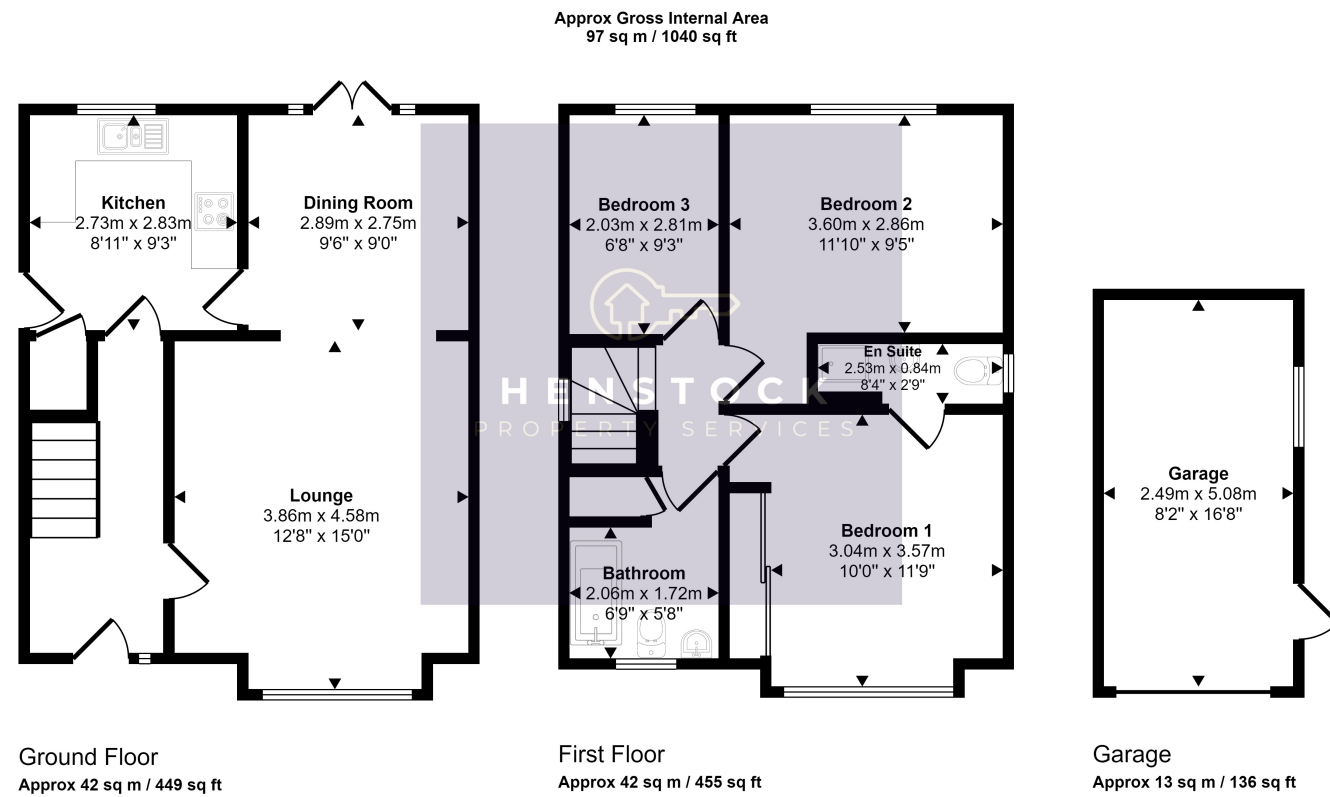 Approx Gross Internal Area
97 sq m / 1040 sq ft
Kitchen
2.73m x 2.83m
8'11" x 9'3"
Dining Room
2.89m x 2.75m
9'6" x 9'0"
Lounge
3.86m x 4.58m
12'8" x 15'0"
Bedroom 3
2.03m x 2.81m
6'8" x 9'3"
Bedroom 2
3.60m x 2.86m
11'10" x 9'5"
En Suite
2.53m x 0.84m
8'4" x 2'9"
HENSTOCK
PROPERTY SERVICES
Bedroom 1
3.04m x 3.57m
10'0" x 11'9"
Bathroom
2.06m x 1.72m
6'9" x 5'8"
Garage
2.49m x 5.08m
8'2" x 16'8"
Ground Floor
Approx 42 sq m / 449 sq ft
First Floor
Approx 42 sq m / 455 sq ft
Garage
Approx 13 sq m / 136 sq ft